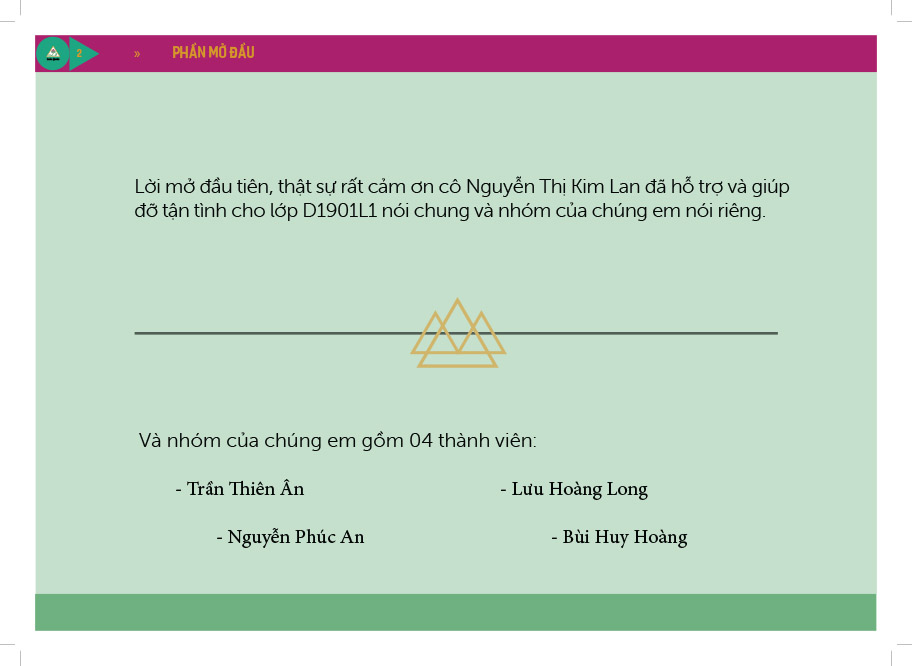 2 » PHẦN MỞ ĐẦU
Lời mở đầu tiên, thật sự rất cảm ơn cô Nguyễn Thị Kim Lan đã hỗ trợ và giúp
đỡ tận tình cho lớp D1901L1 nói chung và nhóm của chúng em nói riêng.
Và nhóm của chúng em gồm 04 thành viên:
- Trần Thiên Ân
- Lưu Hoàng Long
- Nguyễn Phúc An
- Bùi Huy Hoàng